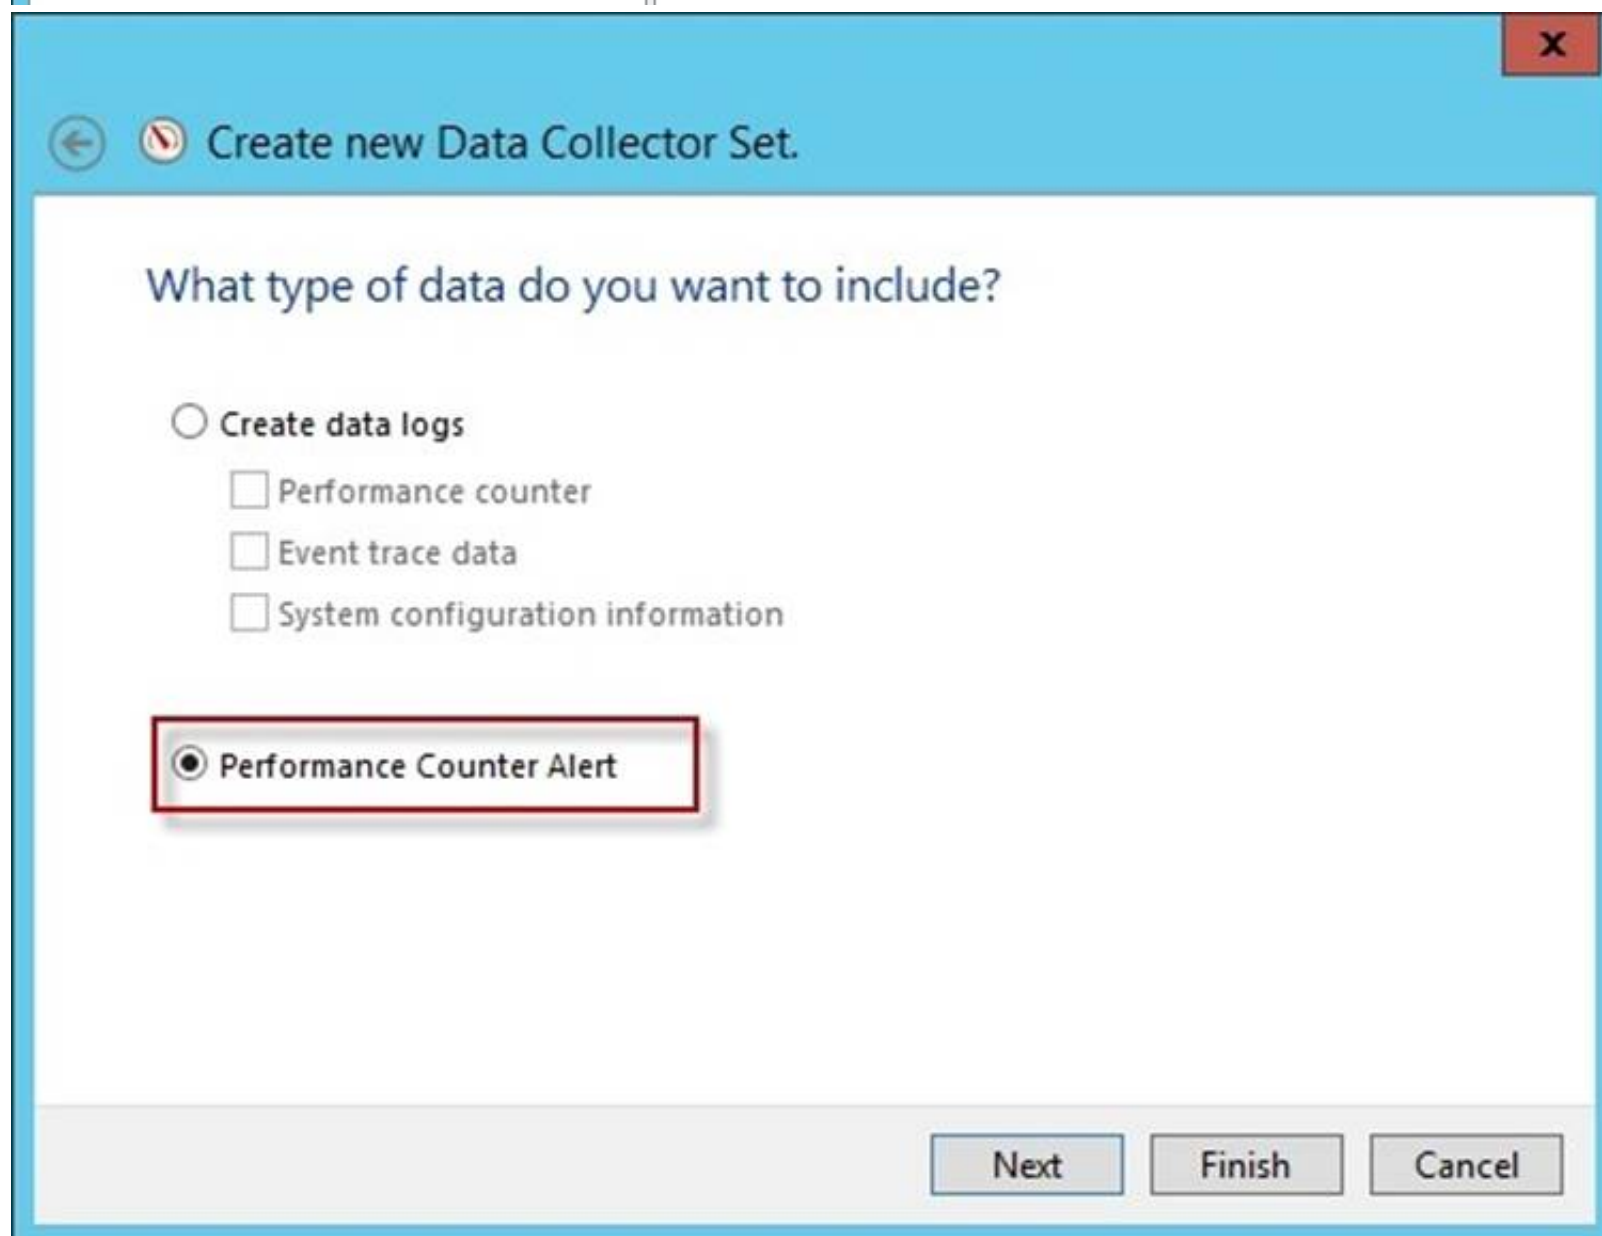 x
Create new Data Collector Set.
What type of data do you want to include?
Create data logs
Performance counter
Event trace data
System configuration information
Performance Counter Alert
Next Finish Cancel